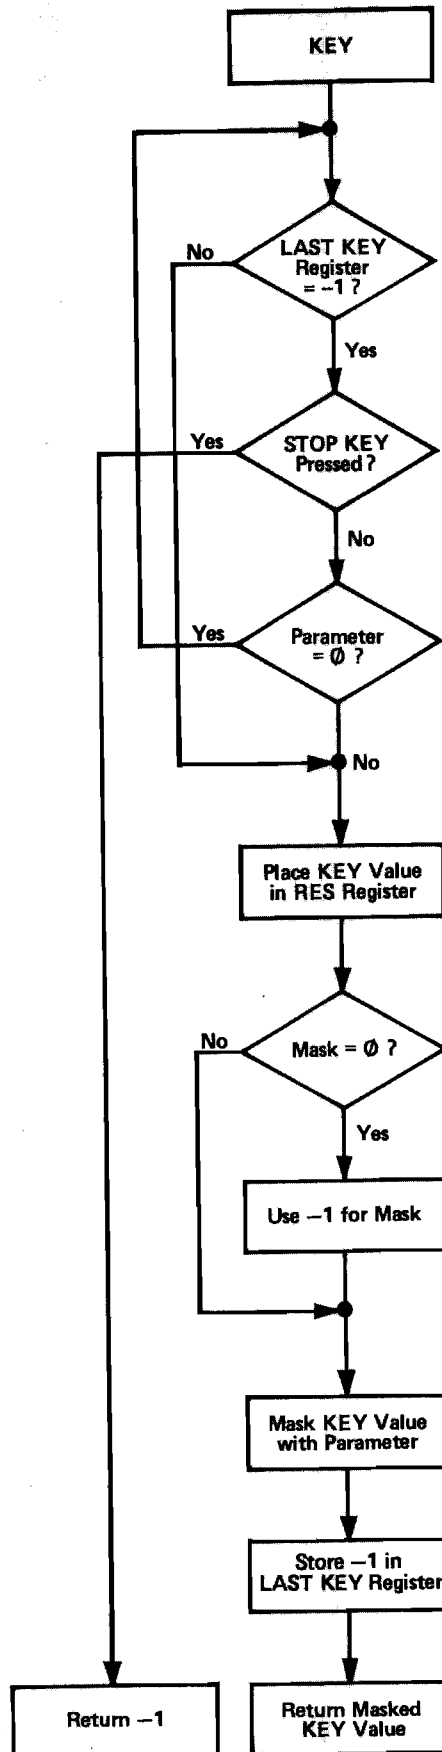 KEY
LAST KEY
Register
= -1 ?
No
Yes
STOP KEY
Pressed ?
Yes
No
Parameter
= Ø ?
Yes
No
Place KEY Value
in RES Register
Mask = Ø ?
No
Yes
Use -1 for Mask
Mask KEY Value
with Parameter
Store -1 in
LAST KEY Register
Return -1
Return Masked
KEY Value